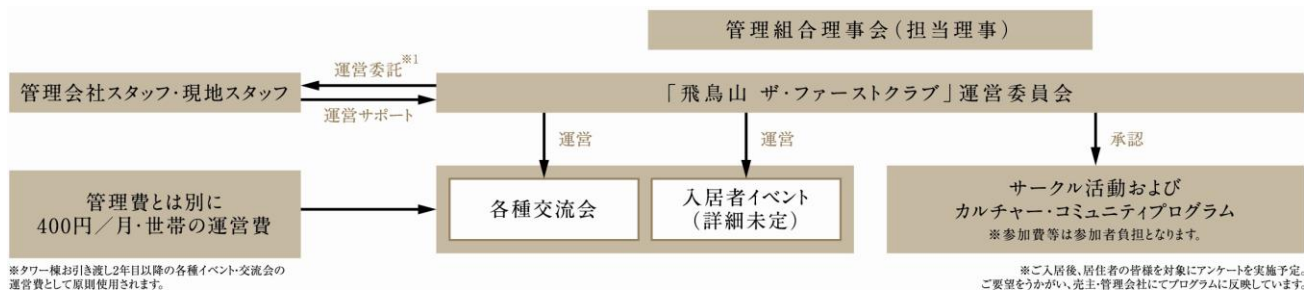 管理組合理事会(担当理事)
運営委託※1
管理会社スタッフ・現地スタッフ
「飛鳥山 ザ・ファーストクラブ」運営委員会
運営サポート
運営
運営
承認
管理費とは別に
400円/月・世帯の運営費
各種交流会
入居者イベント
(詳細未定)
サークル活動および
カルチャー・コミュニティプログラム
※参加費等は参加者負担となります。
※タワー棟お引き渡し2年目以降の各種イベント・交流会の
運営費として原則使用されます。
※ご入居後、居住者の皆様を対象にアンケートを実施予定。
ご要望をうかがい、売主・管理会社にてプログラムに反映しています。